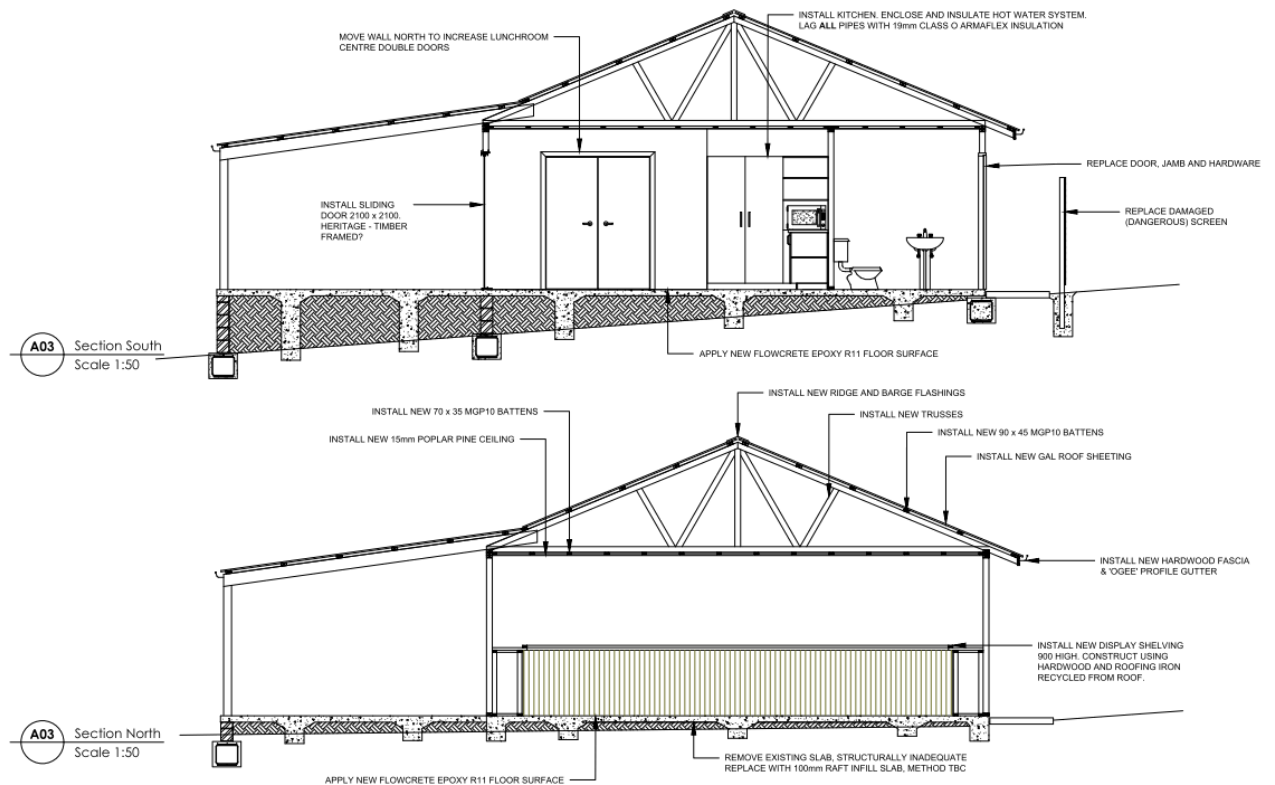 INSTALL KITCHEN. ENCLOSE AND INSULATE HOT WATER SYSTEM.
LAG ALL PIPES WITH 19mm CLASS O ARMAFLEX INSULATION
MOVE WALL NORTH TO INCREASE LUNCHROOM
CENTRE DOUBLE DOORS
REPLACE DOOR, JAMB AND HARDWARE
INSTALL SLIDING
DOOR 2100 x 2100.
HERITAGE - TIMBER
FRAMED?
REPLACE DAMAGED
(DANGEROUS) SCREEN
A03
Section South
Scale 1:50
APPLY NEW FLOWCRETE EPOXY R11 FLOOR SURFACE
INSTALL NEW RIDGE AND BARGE FLASHINGS
INSTALL NEW 70 x 35 MGP10 BATTENS
INSTALL NEW TRUSSES
INSTALL NEW 15mm POPLAR PINE CEILING
INSTALL NEW 90 x 45 MGP10 BATTENS
INSTALL NEW GAL ROOF SHEETING
INSTALL NEW HARDWOOD FASCIA
& 'OGEE' PROFILE GUTTER
INSTALL NEW DISPLAY SHELVING
900 HIGH. CONSTRUCT USING
HARDWOOD AND ROOFING IRON
RECYCLED FROM ROOF.
A03
Section North
Scale 1:50
REMOVE EXISTING SLAB, STRUCTURALLY INADEQUATE
REPLACE WITH 100mm RAFT INFILL SLAB, METHOD TBC
APPLY NEW FLOWCRETE EPOXY R11 FLOOR SURFACE